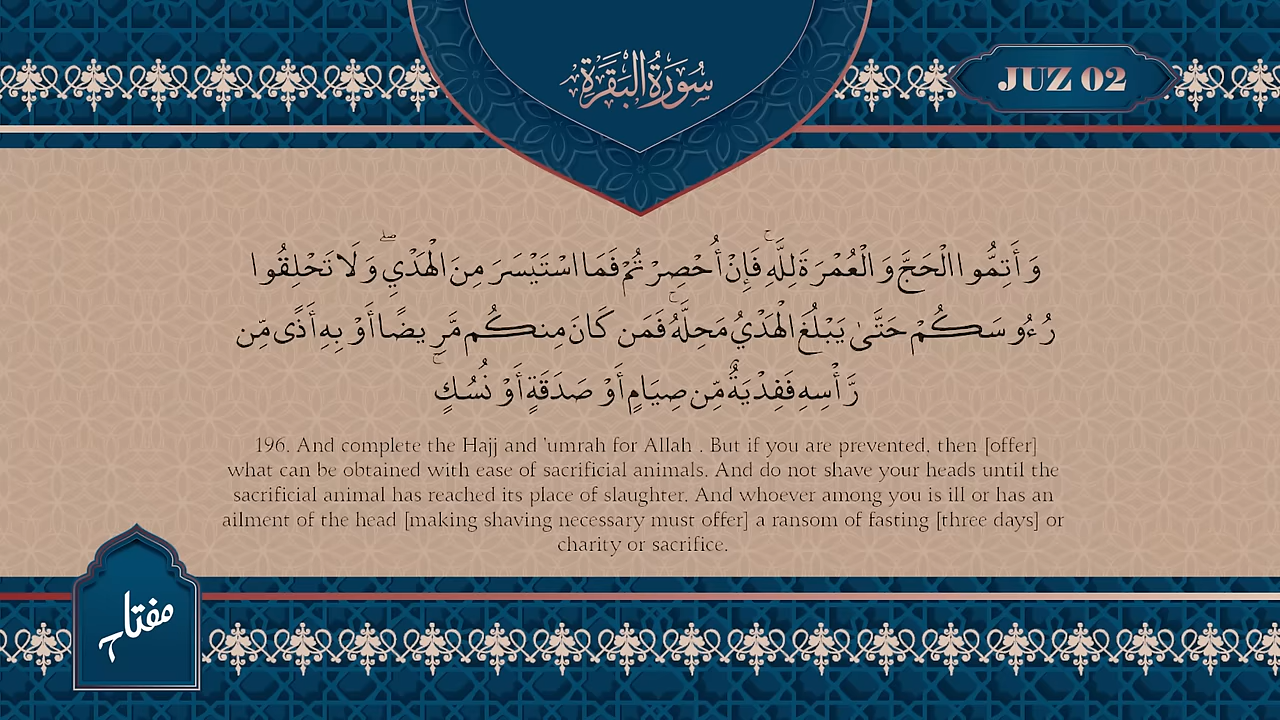 سُورَةُ البَقَرَةِ
JUZ 02
وَأَتِمُّوا الْحَجَّ وَالْعُمْرَةَ لِلَّهِ ۚ فَإِنْ أُحْصِرْتُمْ فَمَا اسْتَيْسَرَ مِنَ الْهَدْيِ ۖ وَلَا تَحْلِقُوا
رُءُوسَكُمْ حَتَّىٰ يَبْلُغَ الْهَدْيُ مَحِلَّهُ ۚ فَمَن كَانَ مِنكُم مَّرِيضًا أَوْ بِهِ أَذًى مِّن
رَّأْسِهِ فَفِدْيَةٌ مِّن صِيَامٍ أَوْ صَدَقَةٍ أَوْ نُسُكٍ ۚ
196. And complete the Hajj and 'umrah for Allah . But if you are prevented, then [offer]
what can be obtained with ease of sacrificial animals. And do not shave your heads until the
sacrificial animal has reached its place of slaughter. And whoever among you is ill or has an
ailment of the head [making shaving necessary must offer] a ransom of fasting [three days] or
charity or sacrifice.
مفتاح